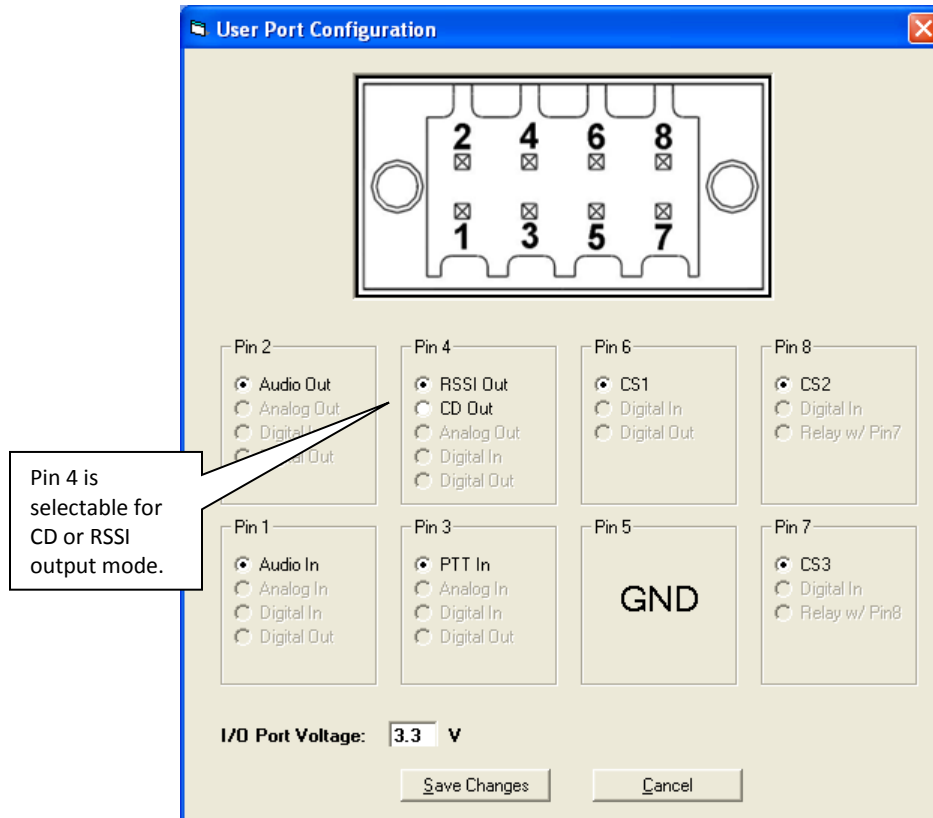 User Port Configuration
2 4 6 8
1 3 5 7
Pin 2
Audio Out
Analog Out
Digital
Out
Pin 4
RSSI Out
CD Out
Analog Out
Digital In
Digital Out
Pin 6
CS1
Digital In
Digital Out
Pin 8
CS2
Digital In
Relay w/ Pin7
Pin 4 is
selectable for
CD or RSSI
output mode.
Pin 1
Audio In
Analog In
Digital In
Digital Out
Pin 3
PTT In
Analog In
Digital In
Digital Out
Pin 5
GND
Pin 7
CS3
Digital In
Relay w/ Pin8
I/O Port Voltage: 3.3 V
Save Changes
Cancel